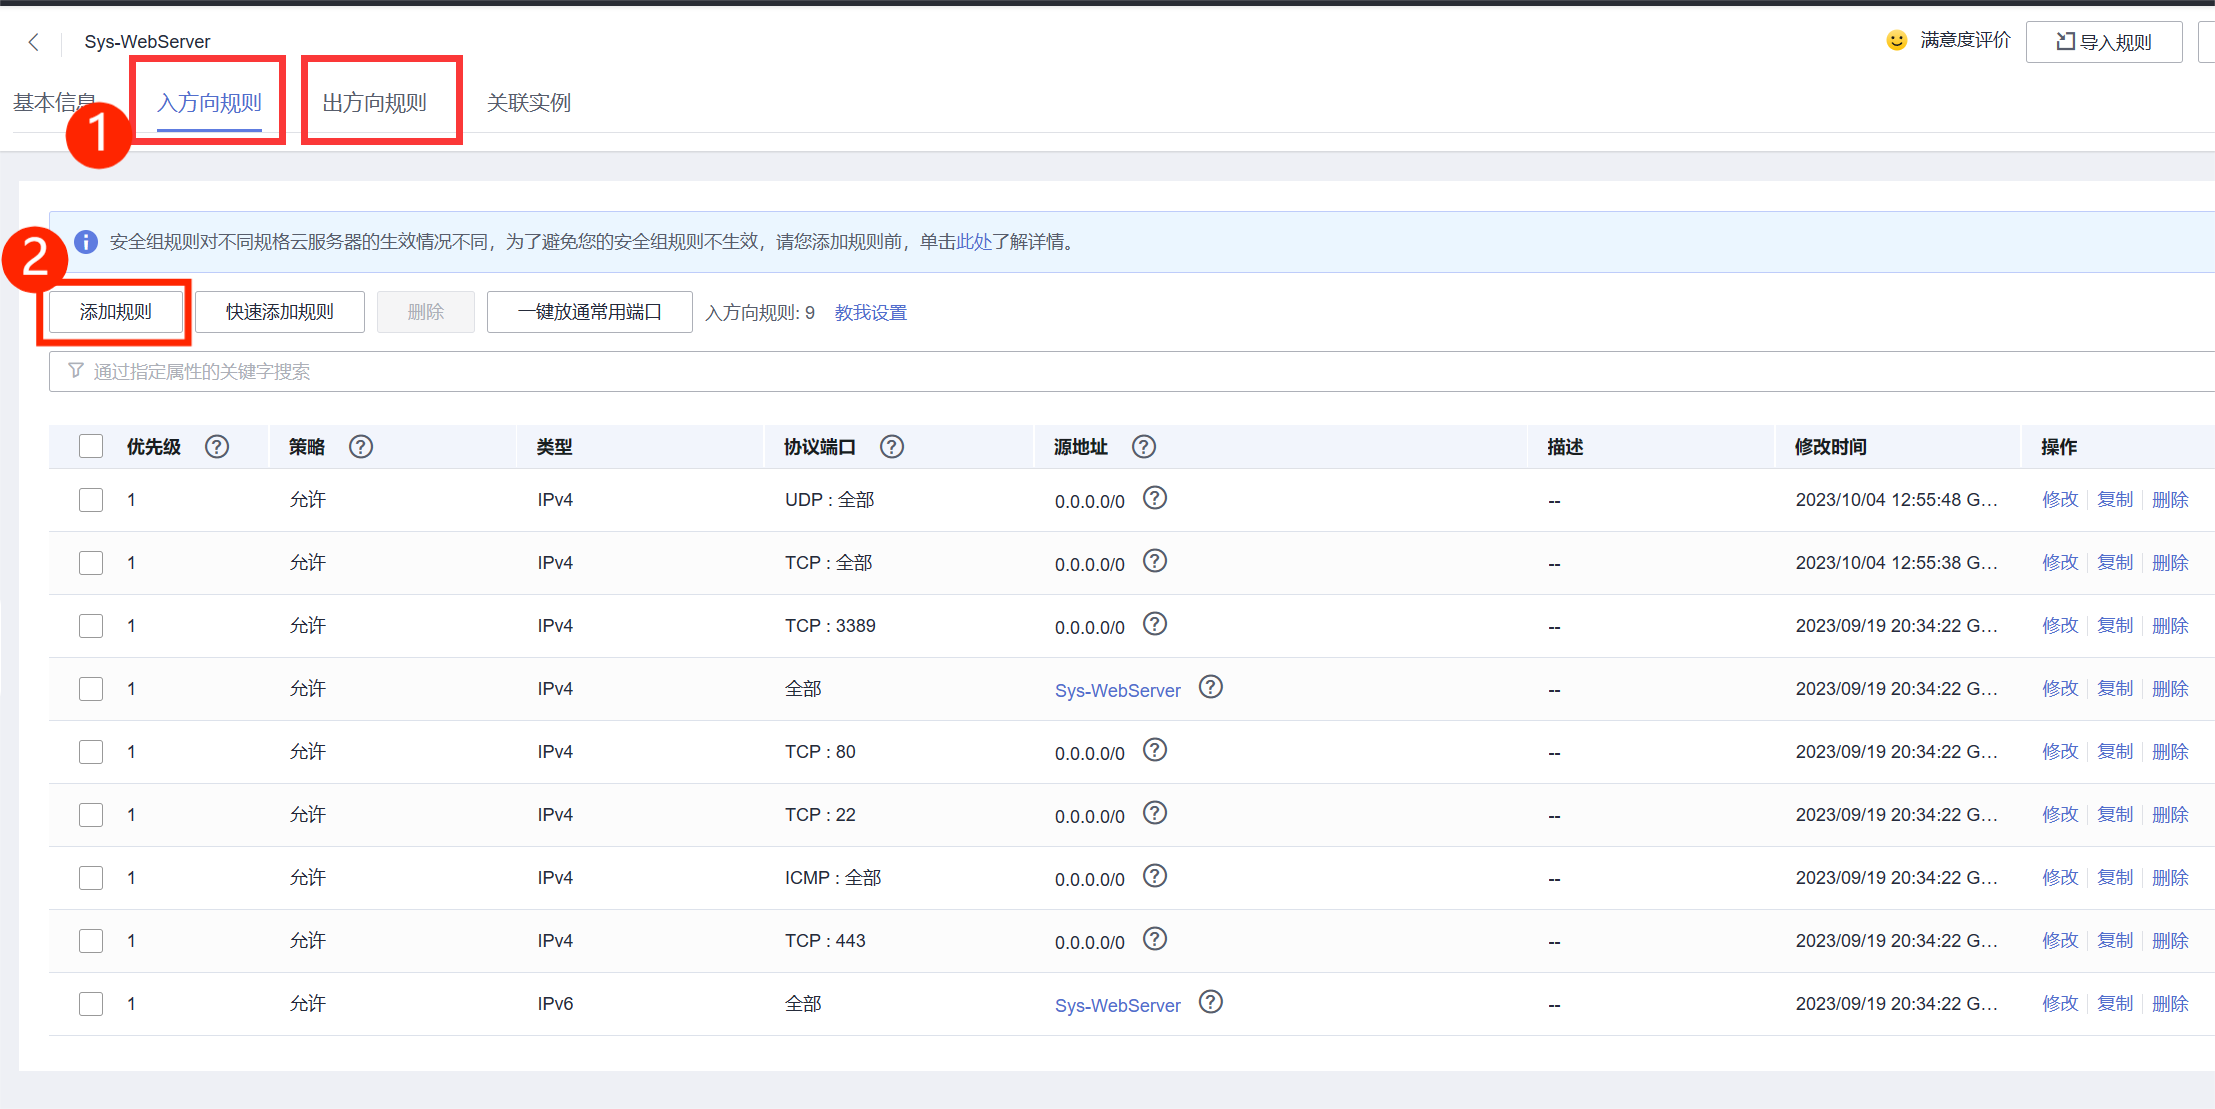 Sys-WebServer
满意度评价
导入规则
基本信息
入方向规则
出方向规则
关联实例
1
2
安全组规则对不同规格云服务器的生效情况不同，为了避免您的安全组规则不生效，请您添加规则前，单击此处了解详情。
添加规则 快速添加规则 删除 一键放通常用端口 入方向规则: 9 教我设置
通过指定属性的关键字搜索
优先级 策略 类型 协议端口 源地址 描述 修改时间 操作
1 允许 IPv4 UDP : 全部 0.0.0.0/0 -- 2023/10/04 12:55:48 G... 修改 复制 删除
1 允许 IPv4 TCP : 全部 0.0.0.0/0 -- 2023/10/04 12:55:38 G... 修改 复制 删除
1 允许 IPv4 TCP : 3389 0.0.0.0/0 -- 2023/09/19 20:34:22 G... 修改 复制 删除
1 允许 IPv4 全部 Sys-WebServer -- 2023/09/19 20:34:22 G... 修改 复制 删除
1 允许 IPv4 TCP : 80 0.0.0.0/0 -- 2023/09/19 20:34:22 G... 修改 复制 删除
1 允许 IPv4 TCP : 22 0.0.0.0/0 -- 2023/09/19 20:34:22 G... 修改 复制 删除
1 允许 IPv4 ICMP : 全部 0.0.0.0/0 -- 2023/09/19 20:34:22 G... 修改 复制 删除
1 允许 IPv4 TCP : 443 0.0.0.0/0 -- 2023/09/19 20:34:22 G... 修改 复制 删除
1 允许 IPv6 全部 Sys-WebServer -- 2023/09/19 20:34:22 G... 修改 复制 删除